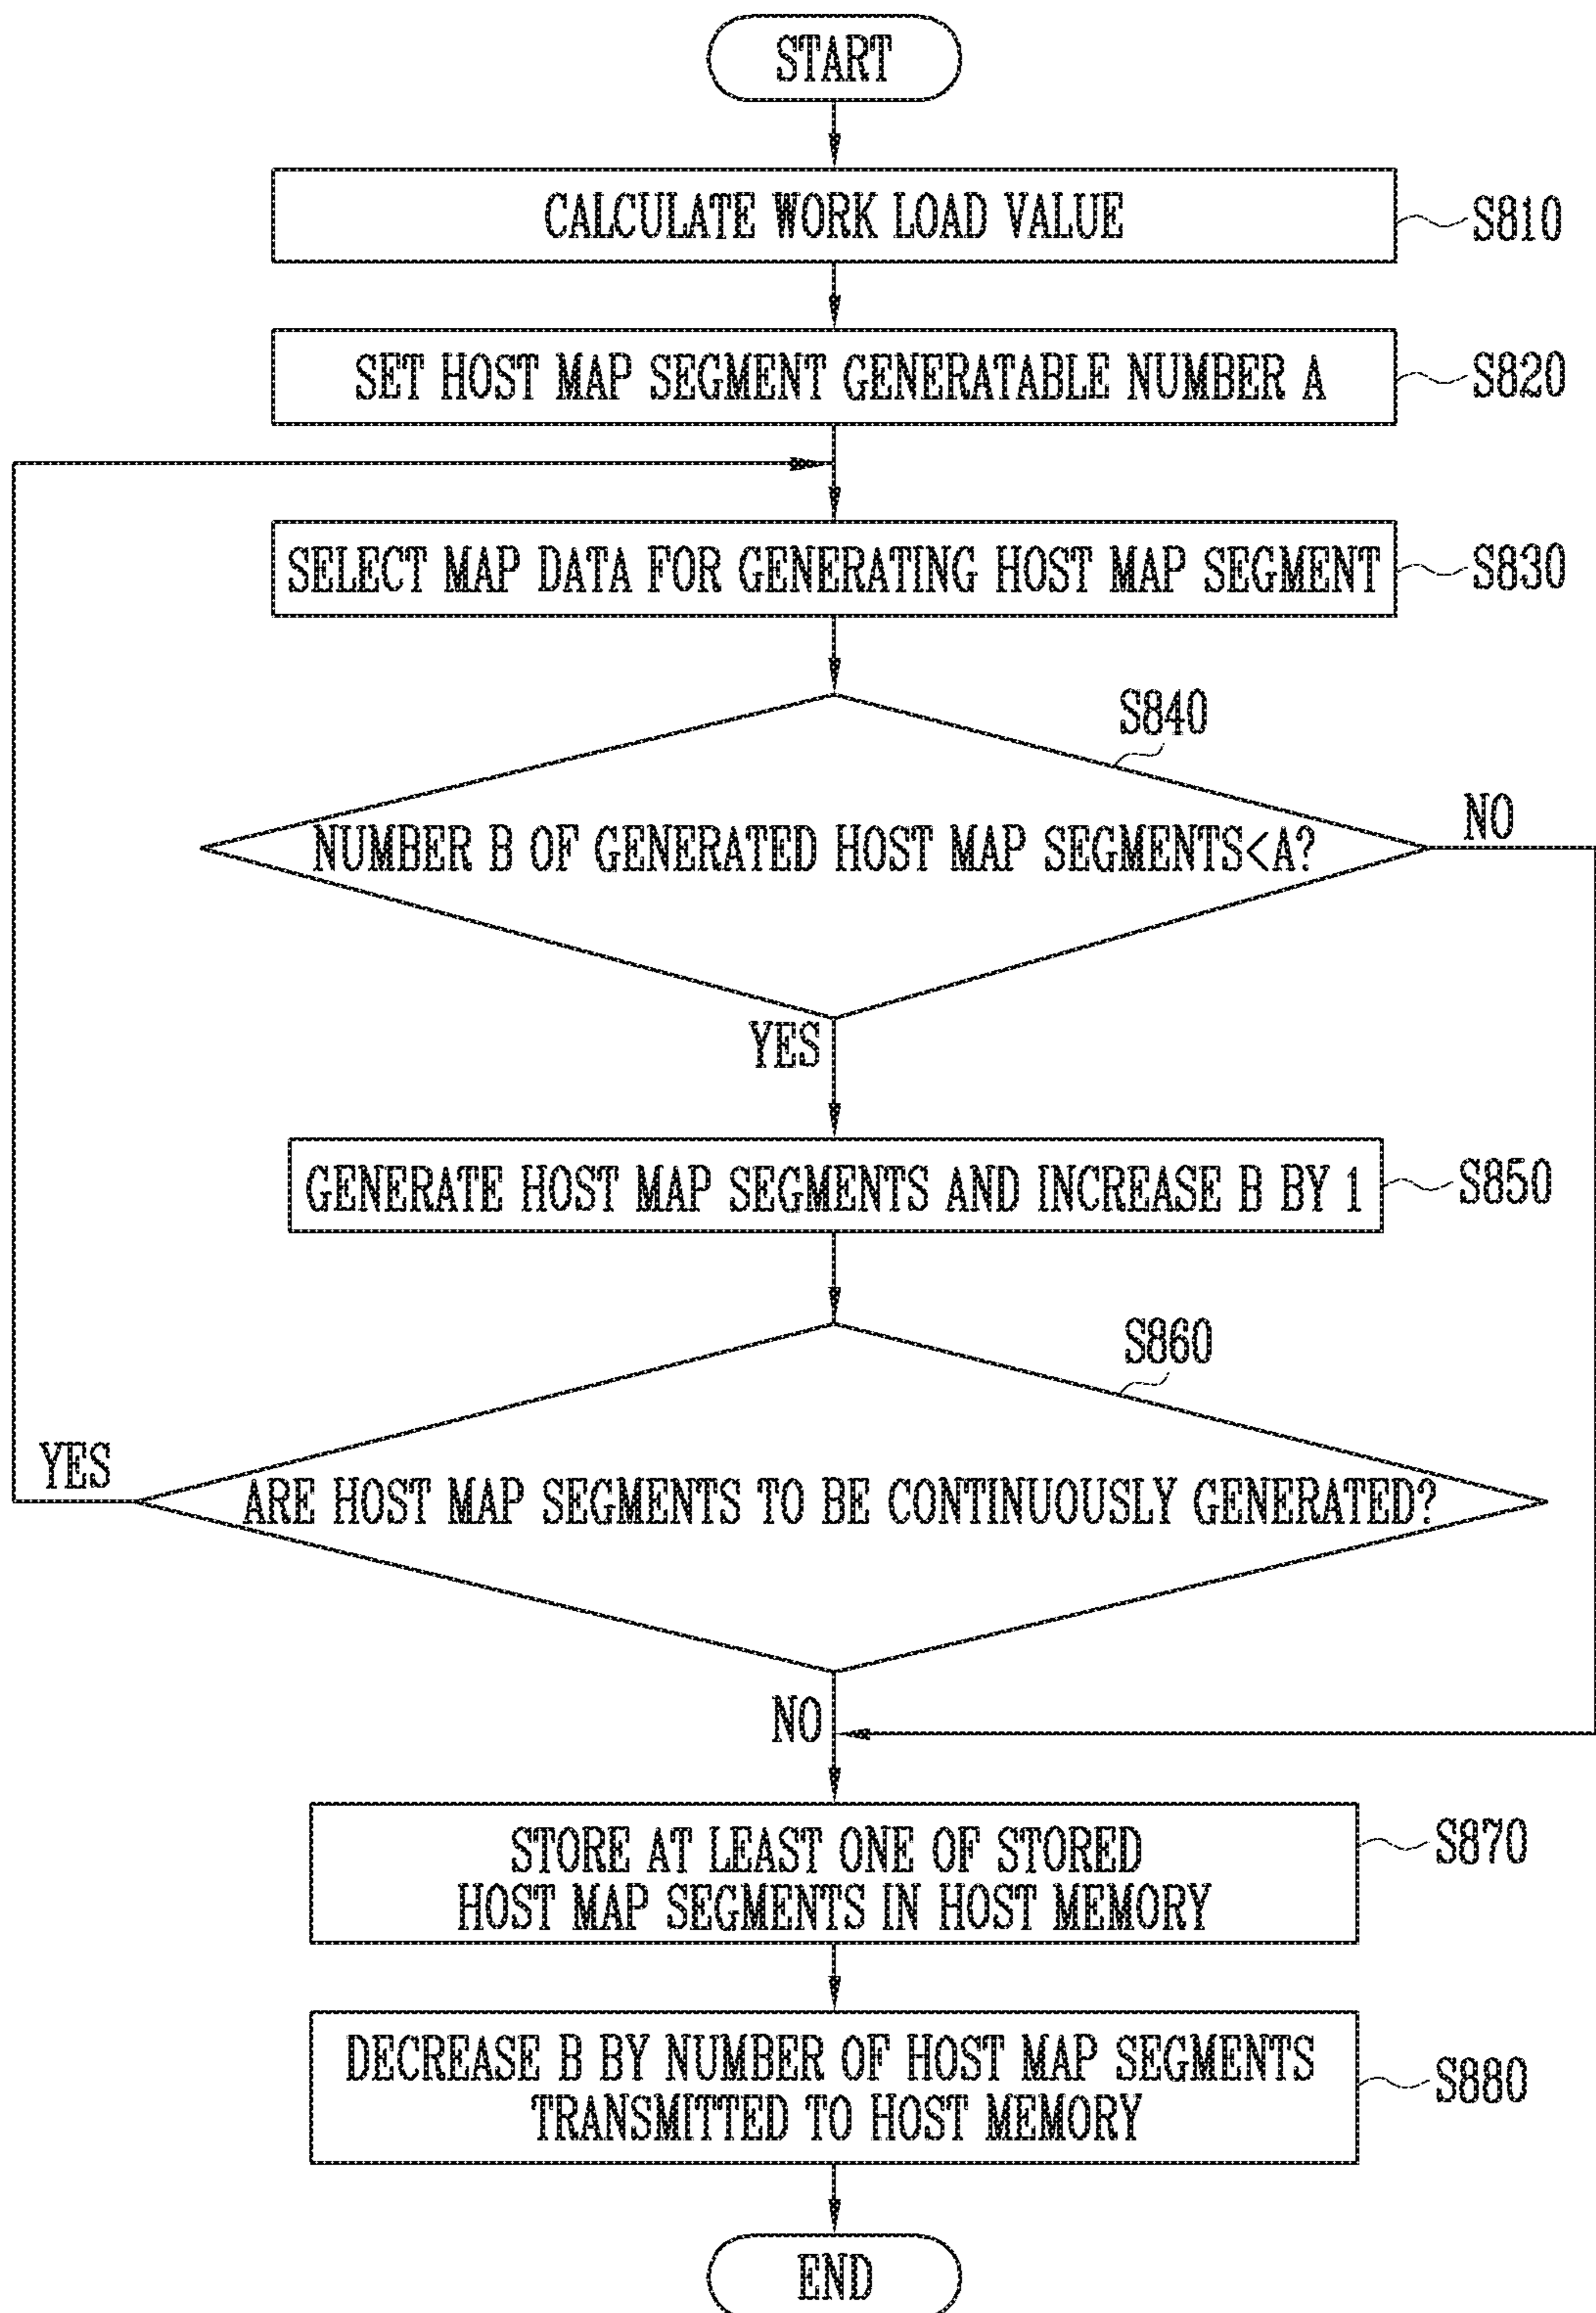 START
CALCULATE WORK LOAD VALUE
S810
SET HOST MAP SEGMENT GENERATABLE NUMBER A
S820
SELECT MAP DATA FOR GENERATING HOST MAP SEGMENT
S830
S840
NUMBER B OF GENERATED HOST MAP SEGMENTS<A?
NO
YES
GENERATE HOST MAP SEGMENTS AND INCREASE B BY 1
S850
S860
YES
ARE HOST MAP SEGMENTS TO BE CONTINUOUSLY GENERATED?
NO
STORE AT LEAST ONE OF STORED
HOST MAP SEGMENTS IN HOST MEMORY
S870
DECREASE B BY NUMBER OF HOST MAP SEGMENTS
TRANSMITTED TO HOST MEMORY
S880
END